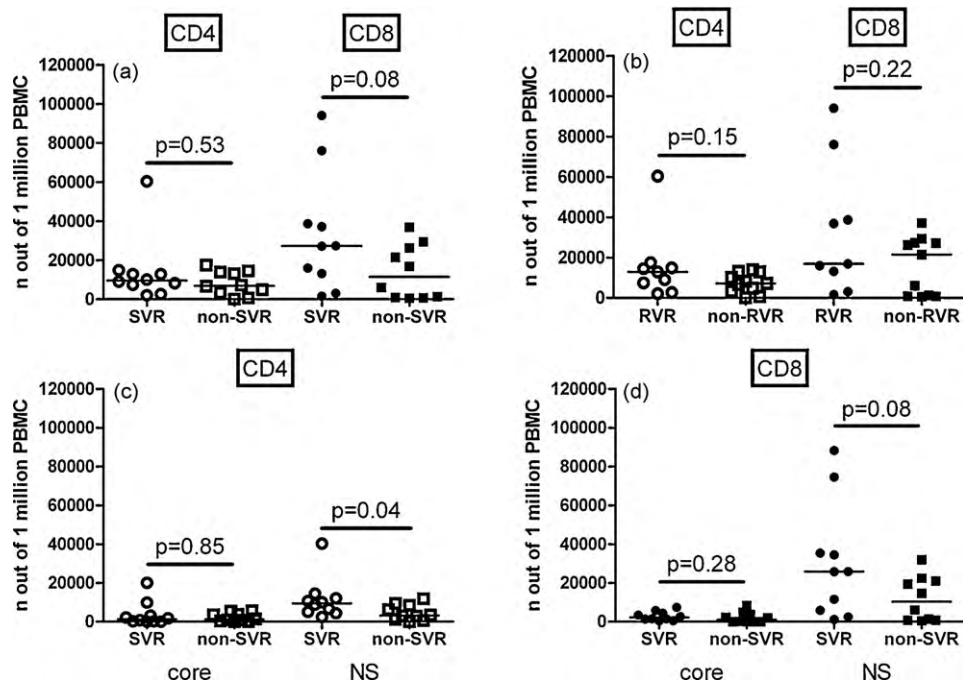 CD4 CD8
(a)
n out of 1 million PBMC
120000
100000
80000
60000
40000
20000
0
p=0.53
p=0.08
SVR non-SVR SVR non-SVR
CD4 CD8
(b)
n out of 1 million PBMC
120000
100000
80000
60000
40000
20000
0
p=0.15
p=0.22
RVR non-RVR RVR non-RVR
CD4
(c)
n out of 1 million PBMC
120000
100000
80000
60000
40000
20000
0
p=0.85
p=0.04
SVR non-SVR SVR non-SVR
core NS
CD8
(d)
n out of 1 million PBMC
120000
100000
80000
60000
40000
20000
0
p=0.28
p=0.08
SVR non-SVR SVR non-SVR
core NS